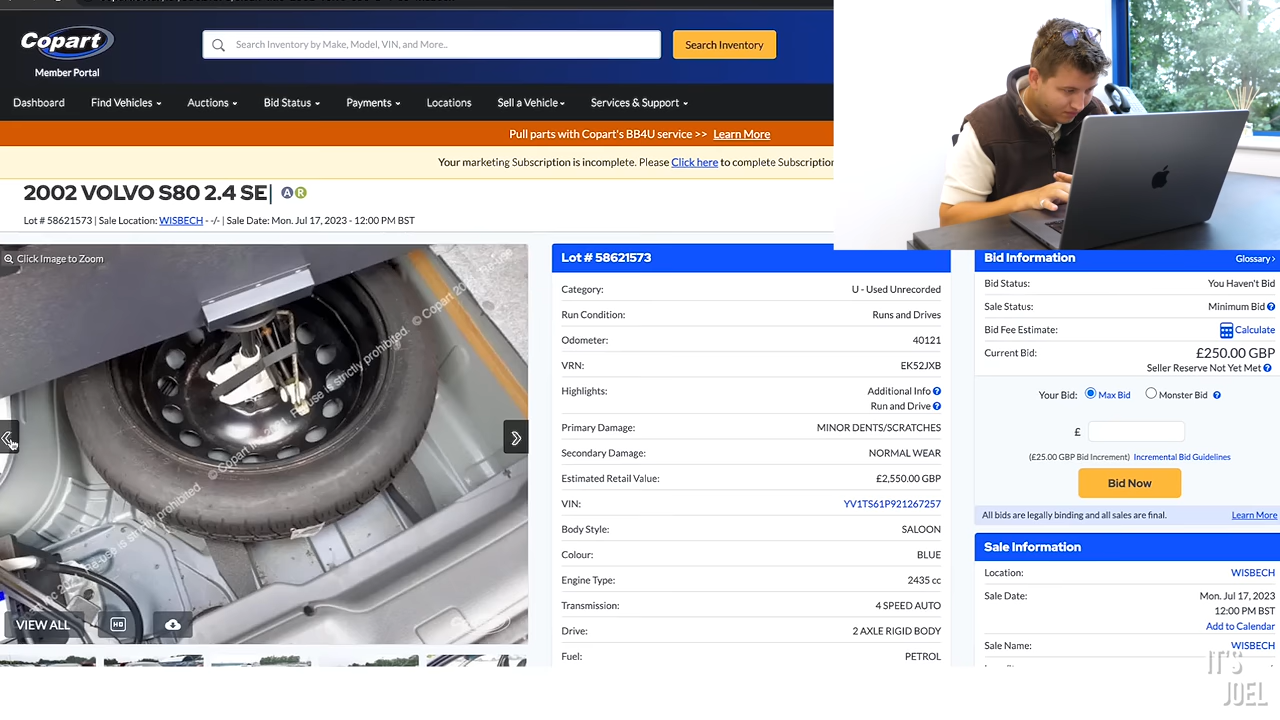 Copart
Member Portal
Search Inventory by Make, Model, VIN, and More..
Search Inventory
Dashboard
Find Vehicles
Auctions
Bid Status
Payments
Locations
Sell a Vehicle
Services & Support
Pull parts with Copart's BB4U service >> Learn More
Your marketing Subscription is incomplete. Please Click here to complete Subscription
2002 VOLVO S80 2.4 SE A R
Lot # 58621573 | Sale Location: WISBECH - -/- | Sale Date: Mon. Jul 17, 2023 - 12:00 PM BST
Click Image to Zoom
VIEW ALL
HD
Lot # 58621573
Category: U - Used Unrecorded
Run Condition: Runs and Drives
Odometer: 40121
VRN: EK52JXB
Highlights: Additional Info
Run and Drive
Primary Damage: MINOR DENTS/SCRATCHES
Secondary Damage: NORMAL WEAR
Estimated Retail Value: £2,550.00 GBP
VIN: YV1TS61P921267257
Body Style: SALOON
Colour: BLUE
Engine Type: 2435 cc
Transmission: 4 SPEED AUTO
Drive: 2 AXLE RIGID BODY
Fuel: PETROL
Bid Information Glossary
Bid Status: You Haven't Bid
Sale Status: Minimum Bid
Bid Fee Estimate: Calculate
Current Bid: £250.00 GBP
Seller Reserve Not Yet Met
Your Bid: Max Bid Monster Bid
£
(£25.00 GBP Bid Increment) Incremental Bid Guidelines
Bid Now
All bids are legally binding and all sales are final. Learn More
Sale Information
Location: WISBECH
Sale Date: Mon. Jul 17, 2023
12:00 PM BST
Add to Calendar
Sale Name: WISBECH
IT'S
JOEL